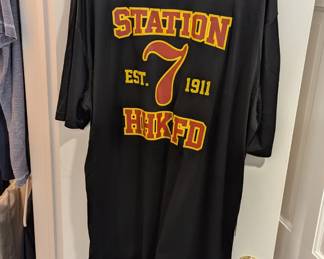 STATION
7
EST. 1911
HHKFD